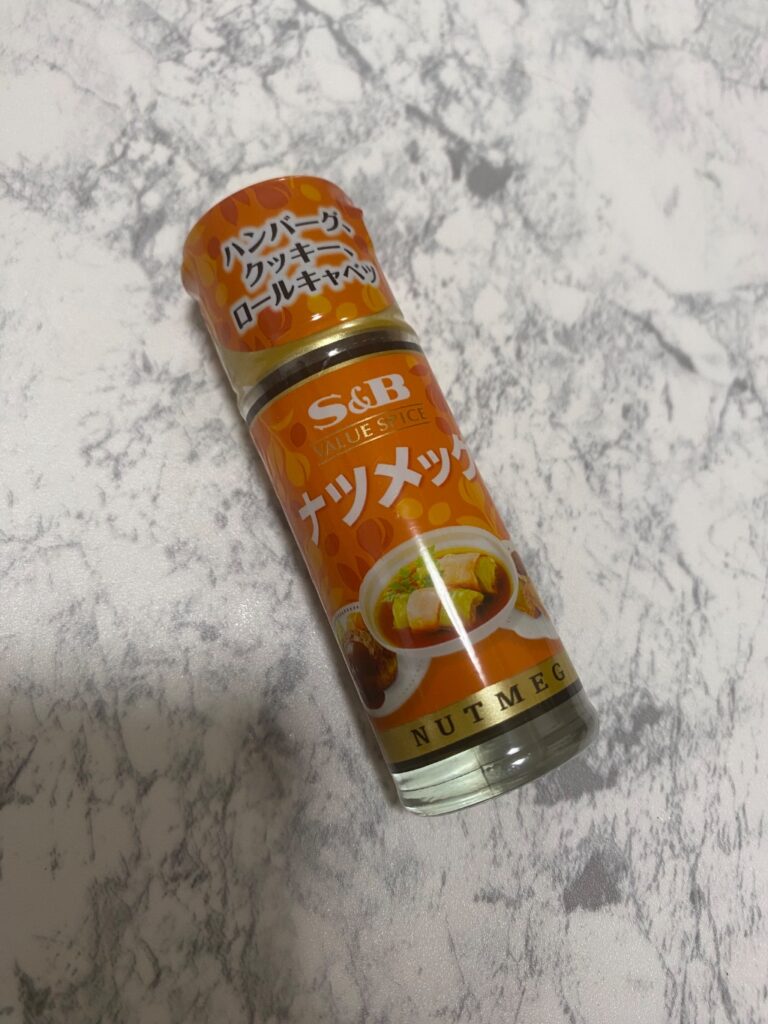 ハンバーグ、
クッキー、
ロールキャベツ
S&B
VALUE SPICE
ナツメッグ
NUTMEG